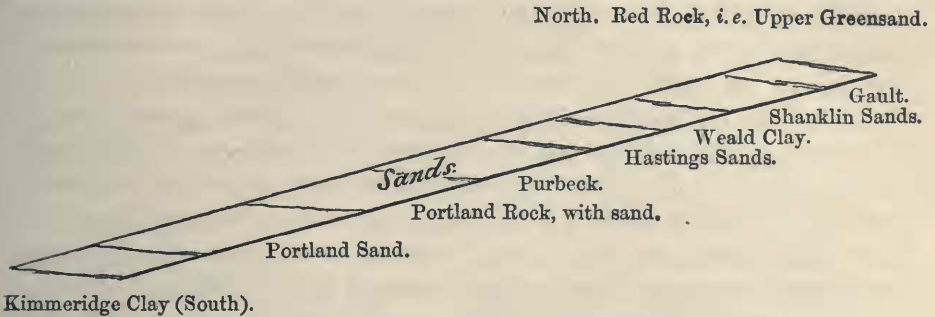 North. Red Rock, i.e. Upper Greensand.
Gault.
Shanklin Sands.
Weald Clay.
Hastings Sands.
Sands.
Purbeck.
Portland Rock, with sand.
Portland Sand.
Kimmeridge Clay (South).